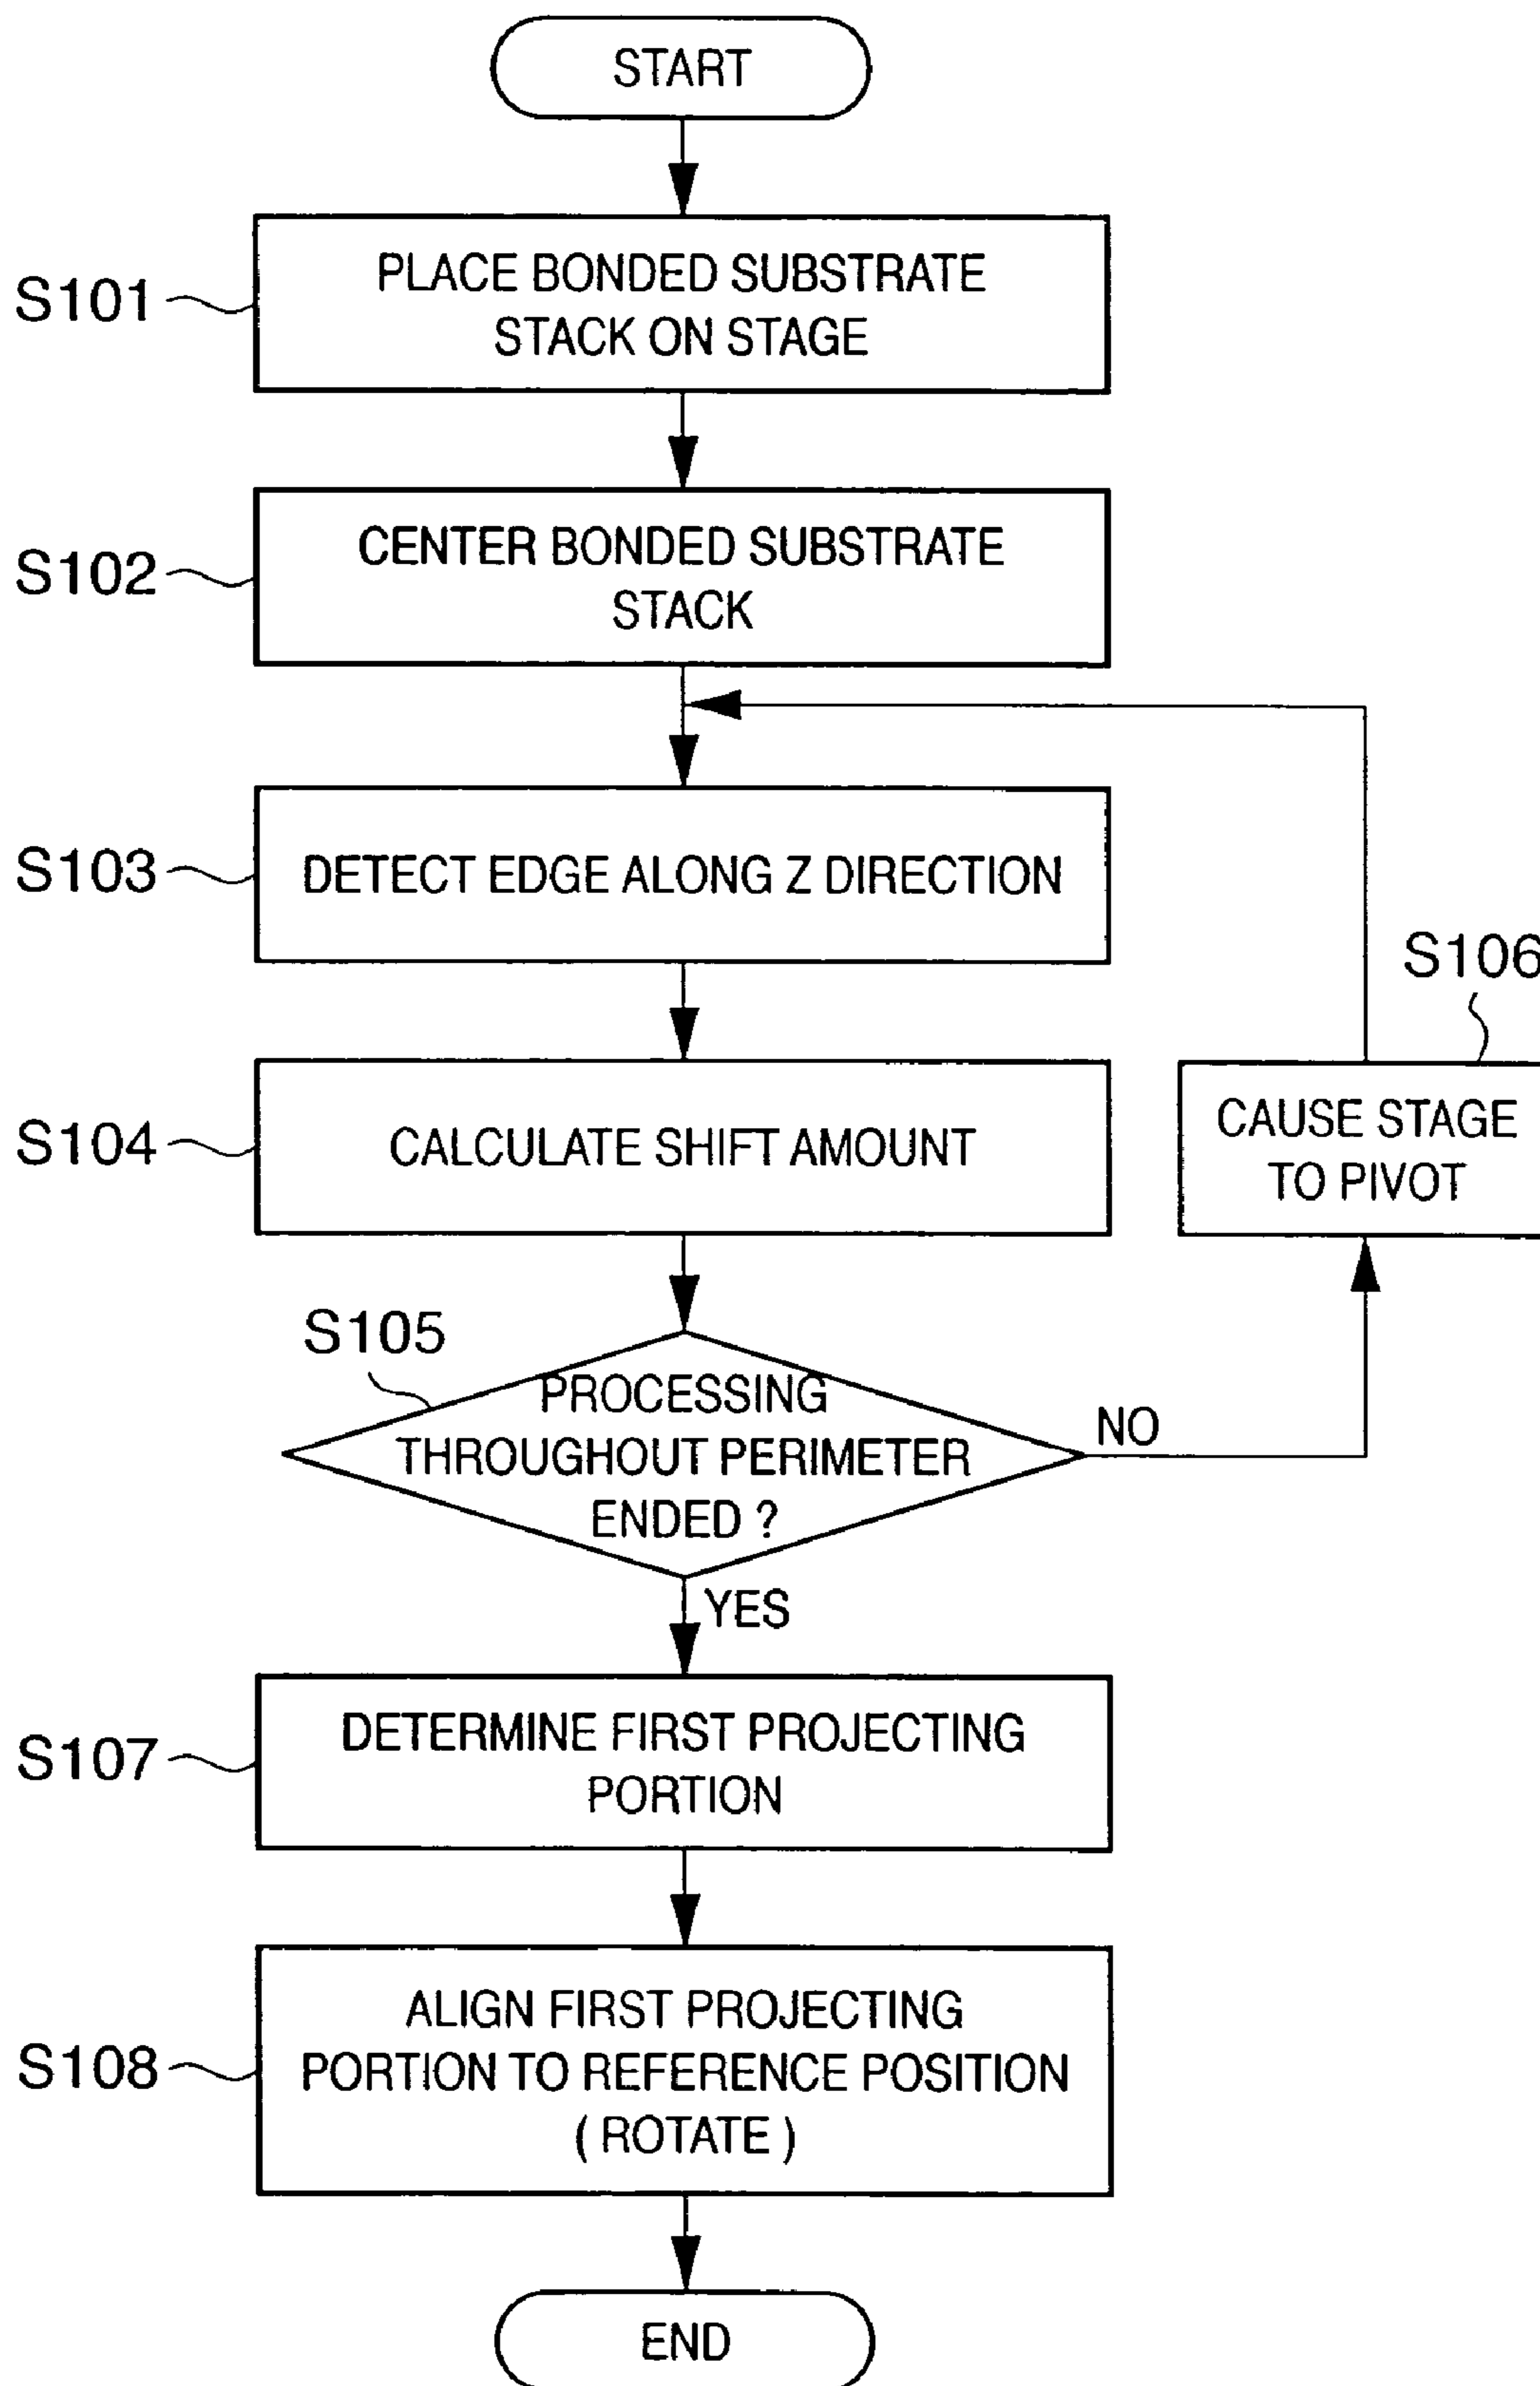 START
S101
PLACE BONDED SUBSTRATE
STACK ON STAGE
S102
CENTER BONDED SUBSTRATE
STACK
S103
DETECT EDGE ALONG Z DIRECTION
S106
CAUSE STAGE
TO PIVOT
S104
CALCULATE SHIFT AMOUNT
S105
PROCESSING
THROUGHOUT PERIMETER
ENDED ?
NO
YES
S107
DETERMINE FIRST PROJECTING
PORTION
S108
ALIGN FIRST PROJECTING
PORTION TO REFERENCE POSITION
( ROTATE )
END